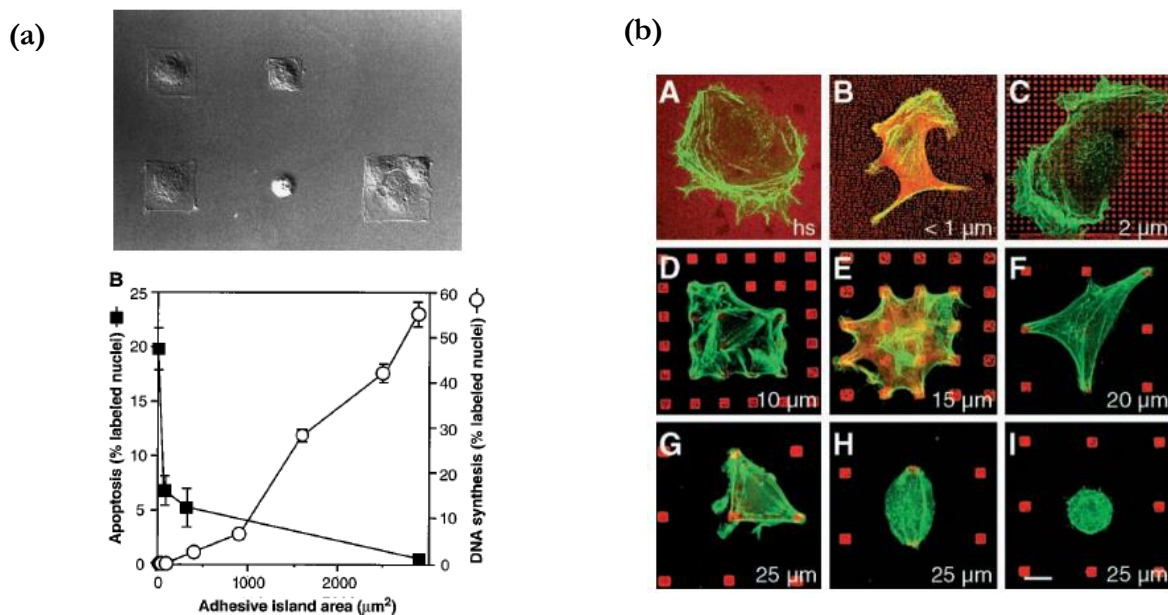 (a)
(b)
A
hs
B
< 1 μm
C
2 μm
D
10 μm
E
15 μm
F
20 μm
G
25 μm
H
25 μm
I
25 μm
B
Apoptosis (% labeled nuclei)
25
20
15
10
5
0
DNA synthesis (% labeled nuclei)
60
50
40
30
20
10
0
0
1000
2000
Adhesive island area (μm²)